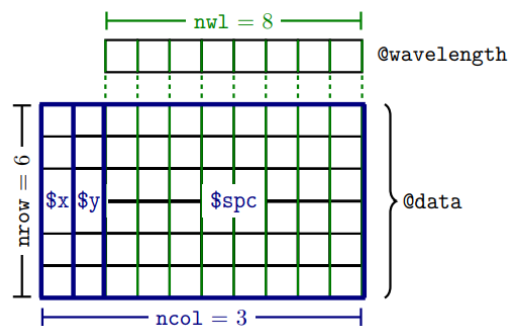 nwl = 8
@wavelength
nrow = 6
$x $y $spc
@data
ncol = 3